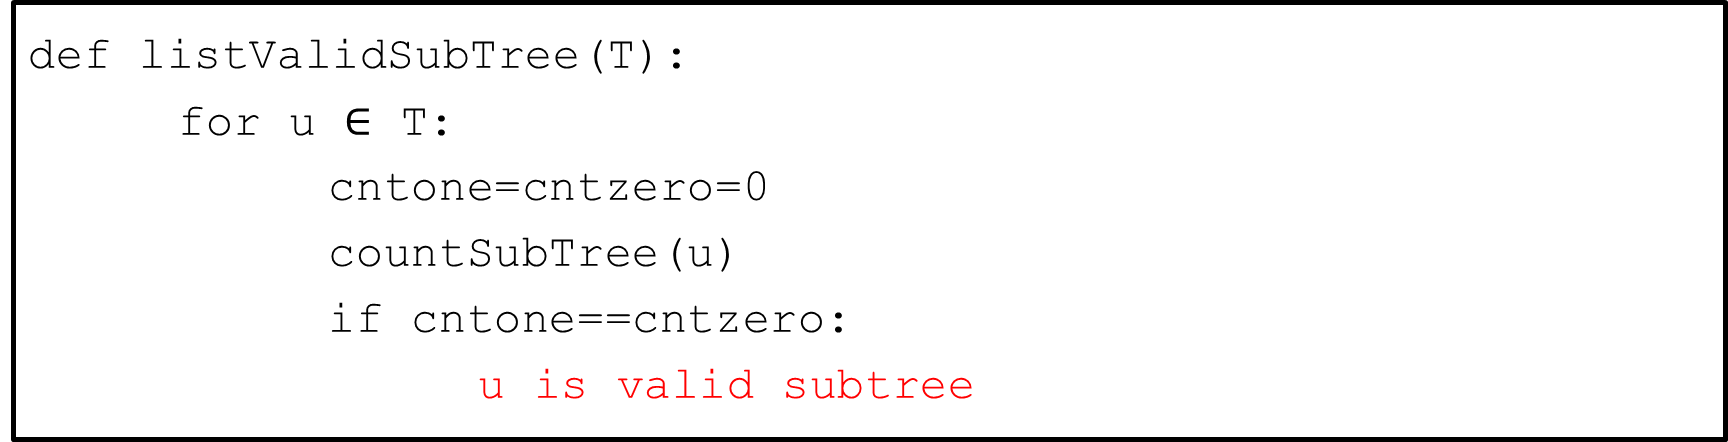 def listValidSubTree(T):
for u ∈ T:
cntone=cntzero=0
countSubTree(u)
if cntone==cntzero:
u is valid subtree